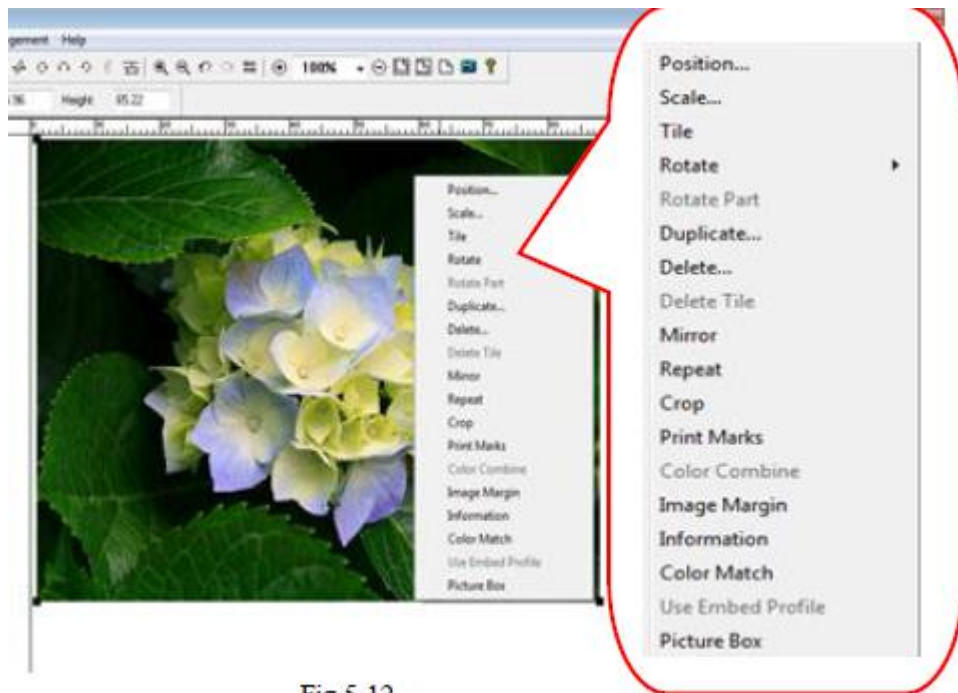 Help
100%
Height 65.22
Position...
Scale...
Tile
Rotate
Rotate Part
Duplicate...
Delete...
Delete Tile
Mirror
Repeat
Crop
Print Marks
Color Combine
Image Margin
Information
Color Match
Use Embed Profile
Picture Box
Position...
Scale...
Tile
Rotate
Rotate Part
Duplicate...
Delete...
Delete Tile
Mirror
Repeat
Crop
Print Marks
Color Combine
Image Margin
Information
Color Match
Use Embed Profile
Picture Box